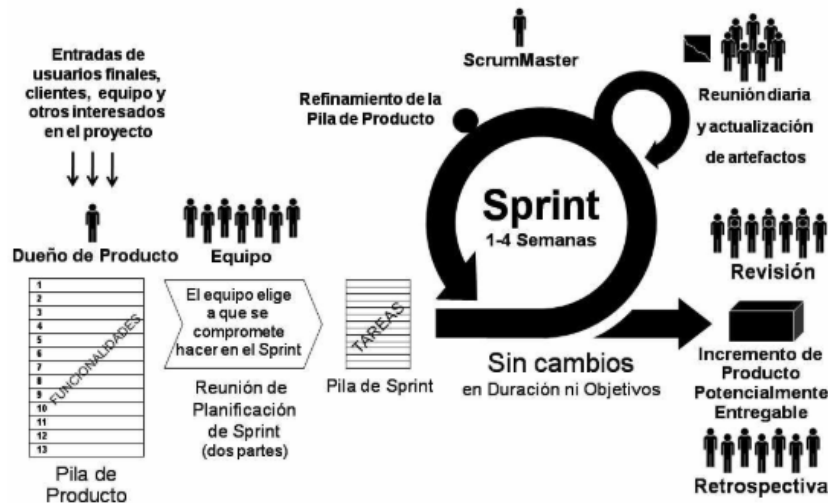 Entradas de
usuarios finales,
clientes, equipo y
otros interesados
en el proyecto
Dueño de Producto
Equipo
1
2
3
4
5
6
7
8
9
10
11
12
13
FUNCIONALIDADES
Pila de
Producto
El equipo elige
a que se
compromete
hacer en el Sprint
Reunión de
Planificación
de Sprint
(dos partes)
TAREAS
Pila de Sprint
ScrumMaster
Refinamiento de la
Pila de Producto
Sprint
1-4 Semanas
Sin cambios
en Duración ni Objetivos
Reunión diaria
y actualización
de artefactos
Revisión
Incremento de
Producto
Potencialmente
Entregable
Retrospectiva